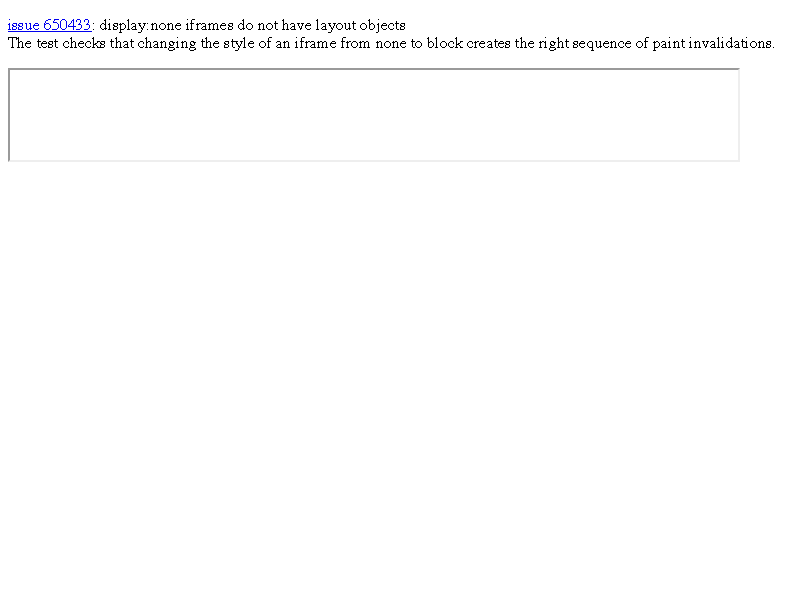 issue 650433: display:none iframes do not have layout objects
The test checks that changing the style of an iframe from none to block creates the right sequence of paint invalidations.